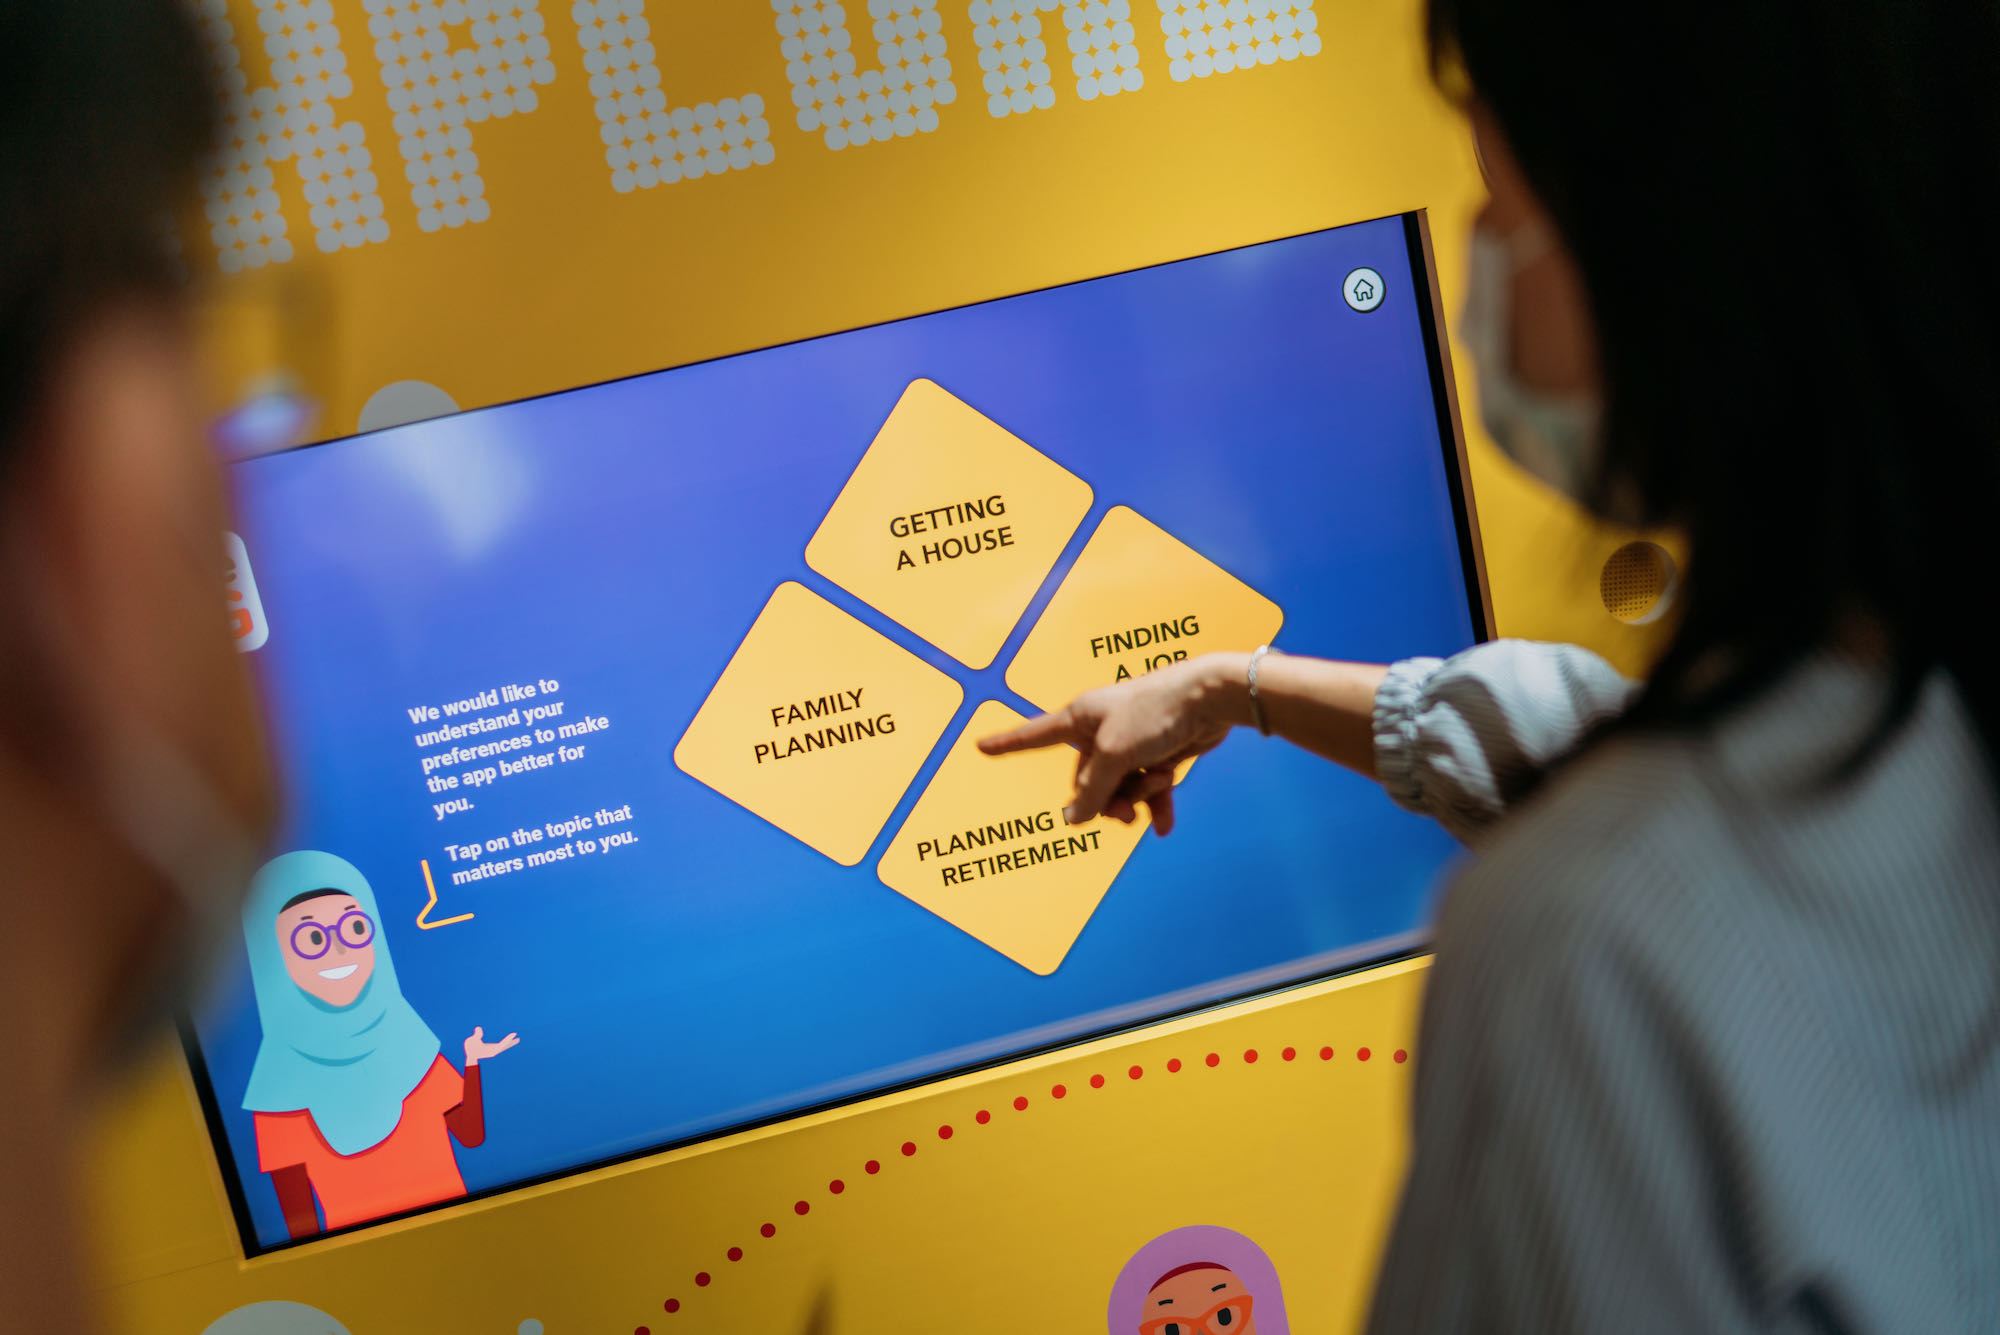 GETTING
A HOUSE
FINDING
A JOB
FAMILY
PLANNING
PLANNING
RETIREMENT
We would like to
understand your
preferences to make
the app better for
you.
Tap on the topic that
matters most to you.